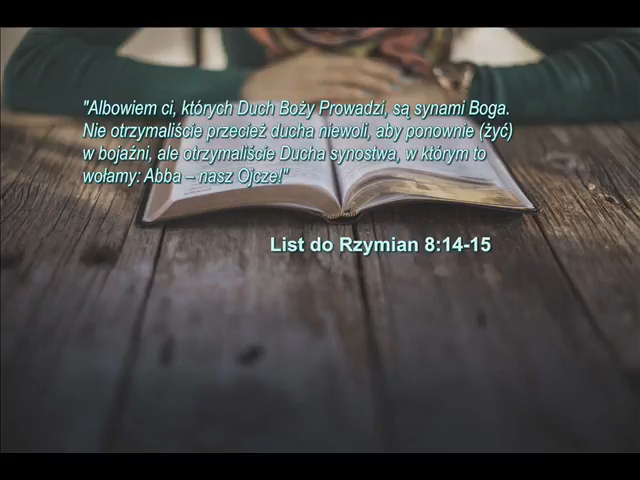 "Albowiem ci, których Duch Boży Prowadzi, są synami Boga.
Nie otrzymaliście przecież ducha niewoli, aby ponownie (żyć)
w bojaźni, ale otrzymaliście Ducha synostwa, w którym to
wołamy: Abba – nasz Ojcze!"
List do Rzymian 8:14-15